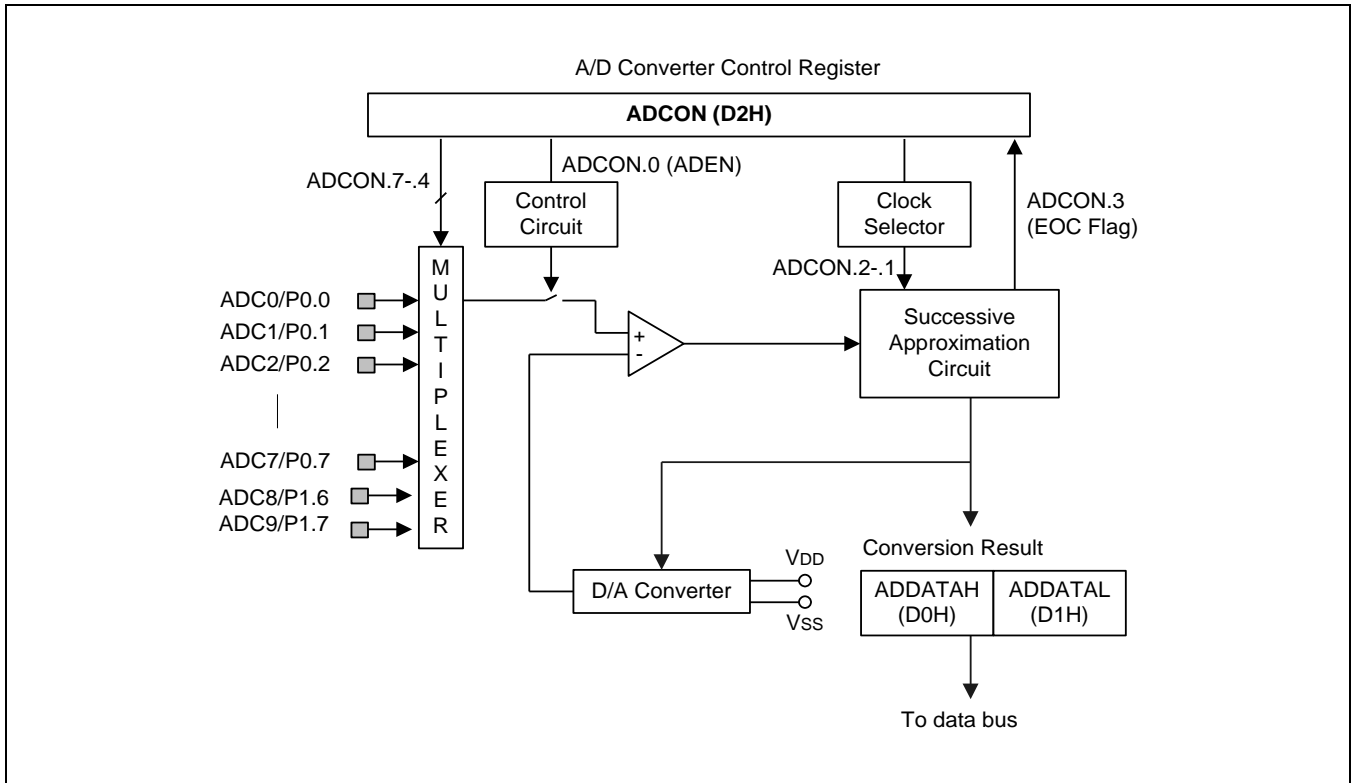 A/D Converter Control Register
ADCON (D2H)
ADCON.7-.4
ADCON.0 (ADEN)
Control
Circuit
Clock
Selector
ADCON.3
(EOC Flag)
ADCON.2-.1
MULTIPLEXER
ADC0/P0.0
ADC1/P0.1
ADC2/P0.2
ADC7/P0.7
ADC8/P1.6
ADC9/P1.7
+
-
Successive
Approximation
Circuit
D/A Converter
VDD
VSS
Conversion Result
ADDATAH
(D0H)
ADDATAL
(D1H)
To data bus